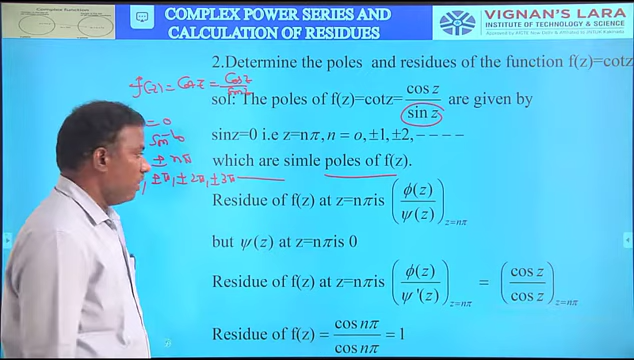 COMPLEX POWER SERIES AND
CALCULATION OF RESIDUES
VIGNAN'S LARA
INSTITUTE OF TECHNOLOGY & SCIENCE
2.Determine the poles and residues of the function f(z)=cotz
f(z) = cot z = cos z / sin z
sol: The poles of f(z)=cotz= cos z / sin z are given by
= 0
sinz=0 i.e z=nπ, n = o, ±1, ±2, – – – –
± nπ
which are simle poles of f(z).
, ±π, ±2π, ±3π
Residue of f(z) at z=nπ is (ϕ(z) / ψ(z)) z=nπ
but ψ(z) at z=nπ is 0
Residue of f(z) at z=nπ is (ϕ(z) / ψ'(z)) z=nπ = (cos z / cos z) z=nπ
Residue of f(z) = cos nπ / cos nπ = 1